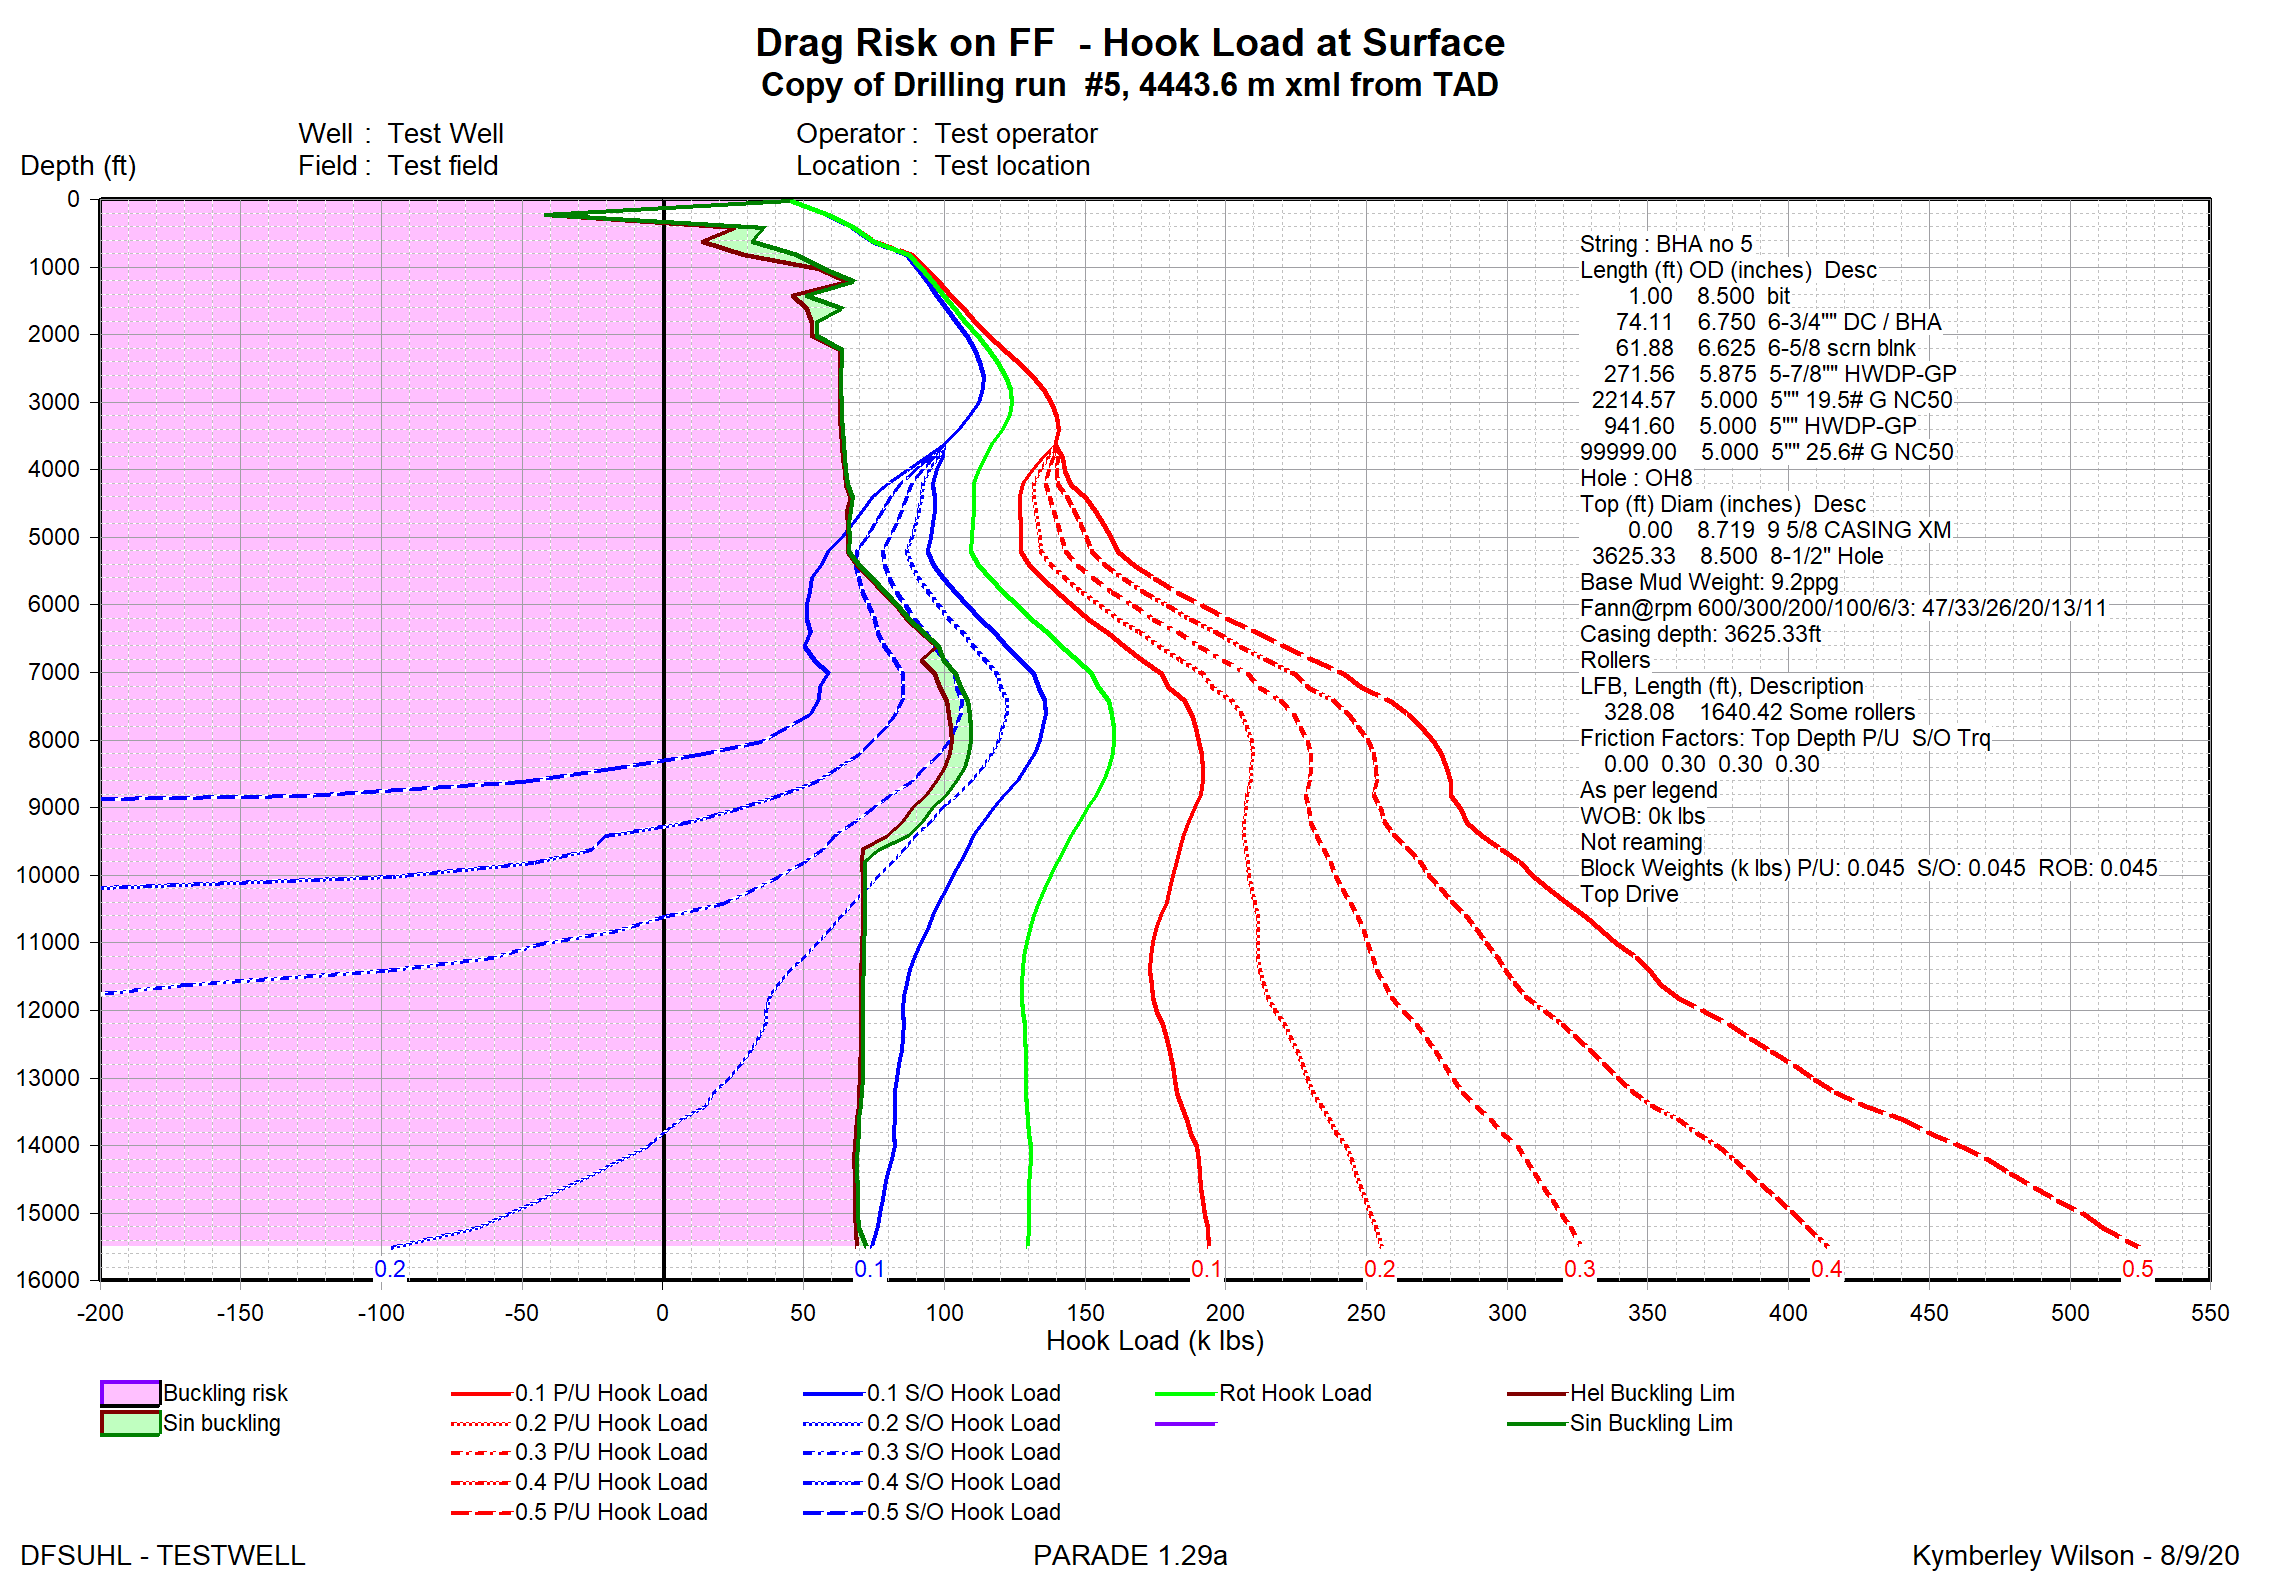 Drag Risk on FF - Hook Load at Surface
Copy of Drilling run #5, 4443.6 m xml from TAD
Well : Test Well
Operator : Test operator
Field : Test field
Location : Test location
Depth (ft)
0
1000
2000
3000
4000
5000
6000
7000
8000
9000
10000
11000
12000
13000
14000
15000
16000
String : BHA no 5
Length (ft) OD (inches) Desc
1.00 8.500 bit
74.11 6.750 6-3/4"" DC / BHA
61.88 6.625 6-5/8 scrn blnk
271.56 5.875 5-7/8"" HWDP-GP
2214.57 5.000 5"" 19.5# G NC50
941.60 5.000 5"" HWDP-GP
99999.00 5.000 5"" 25.6# G NC50
Hole : OH8
Top (ft) Diam (inches) Desc
0.00 8.719 9 5/8 CASING XM
3625.33 8.500 8-1/2" Hole
Base Mud Weight: 9.2ppg
Fann@rpm 600/300/200/100/6/3: 47/33/26/20/13/11
Casing depth: 3625.33ft
Rollers
LFB, Length (ft), Description
328.08 1640.42 Some rollers
Friction Factors: Top Depth P/U S/O Trq
0.00 0.30 0.30 0.30
As per legend
WOB: 0k lbs
Not reaming
Block Weights (k lbs) P/U: 0.045 S/O: 0.045 ROB: 0.045
Top Drive
0.2 0.1 0.1 0.2 0.3 0.4 0.5
-200 -150 -100 -50 0 50 100 150 200 250 300 350 400 450 500 550
Hook Load (k lbs)
Buckling risk
Sin buckling
0.1 P/U Hook Load
0.2 P/U Hook Load
0.3 P/U Hook Load
0.4 P/U Hook Load
0.5 P/U Hook Load
0.1 S/O Hook Load
0.2 S/O Hook Load
0.3 S/O Hook Load
0.4 S/O Hook Load
0.5 S/O Hook Load
Rot Hook Load
Hel Buckling Lim
Sin Buckling Lim
DFSUHL - TESTWELL
PARADE 1.29a
Kymberley Wilson - 8/9/20